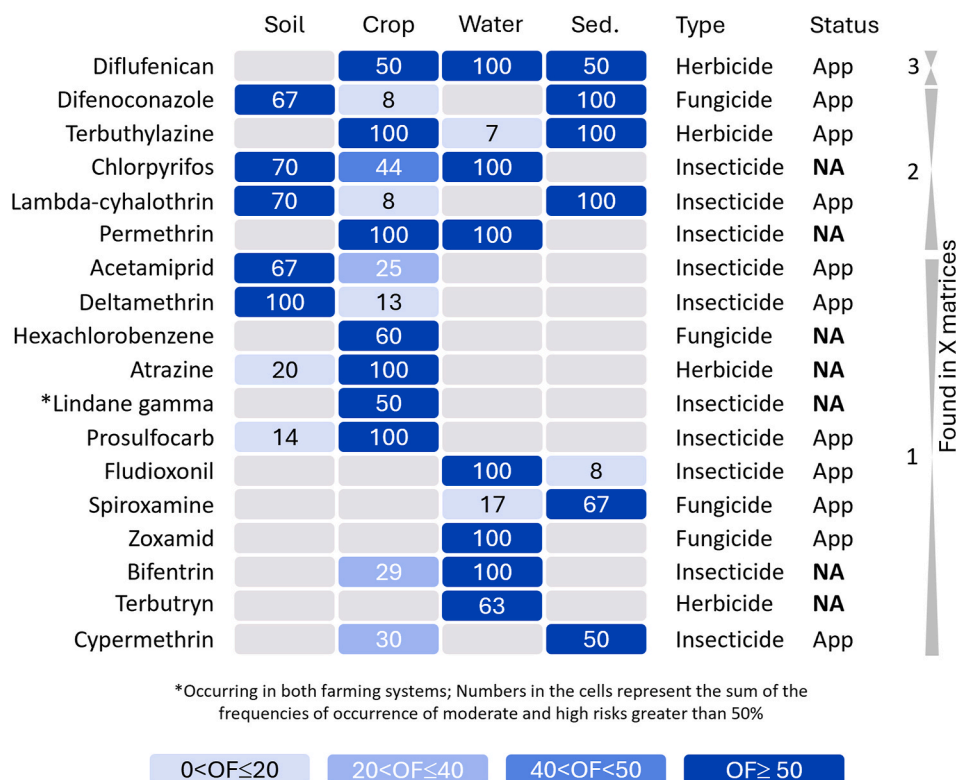 Soil Crop Water Sed. Type Status
Diflufenican 50 100 50 Herbicide App 3
Difenoconazole 67 8 100 Fungicide App
Terbuthylazine 100 7 100 Herbicide App
Chlorpyrifos 70 44 100 Insecticide NA 2
Lambda-cyhalothrin 70 8 100 Insecticide App
Permethrin 100 100 Insecticide NA
Acetamiprid 67 25 Insecticide App
Deltamethrin 100 13 Insecticide App
Hexachlorobenzene 60 Fungicide NA
Atrazine 20 100 Herbicide NA
*Lindane gamma 50 Insecticide NA
Prosulfocarb 14 100 Insecticide App
Fludioxonil 100 8 Insecticide App 1
Spiroxamine 17 67 Fungicide App
Zoxamid 100 Fungicide App
Bifentrin 29 100 Insecticide NA
Terbutryn 63 Herbicide NA
Cypermethrin 30 50 Insecticide App
Found in X matrices
*Occurring in both farming systems; Numbers in the cells represent the sum of the
frequencies of occurrence of moderate and high risks greater than 50%
0<OF≤20 20<OF≤40 40<OF<50 OF≥ 50